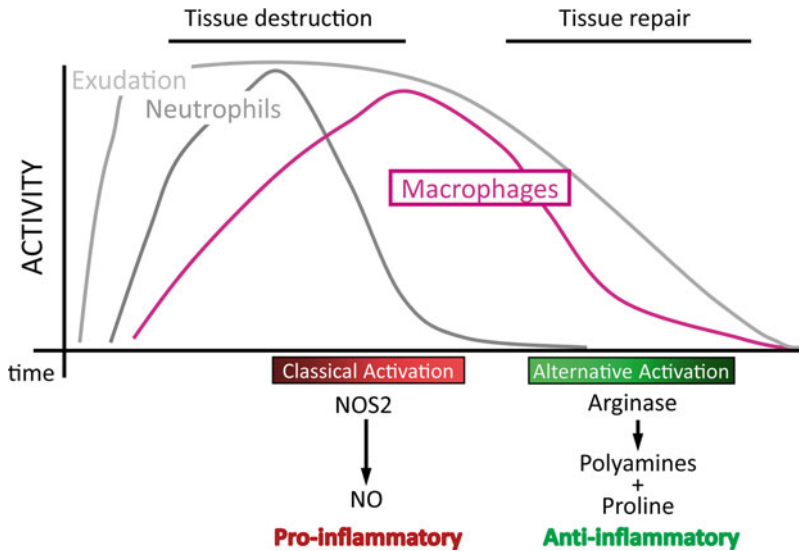 Tissue destruction
Tissue repair
Exudation
Neutrophils
Macrophages
ACTIVITY
time
Classical Activation
Alternative Activation
NOS2
Arginase
NO
Polyamines
+
Proline
Pro-inflammatory
Anti-inflammatory